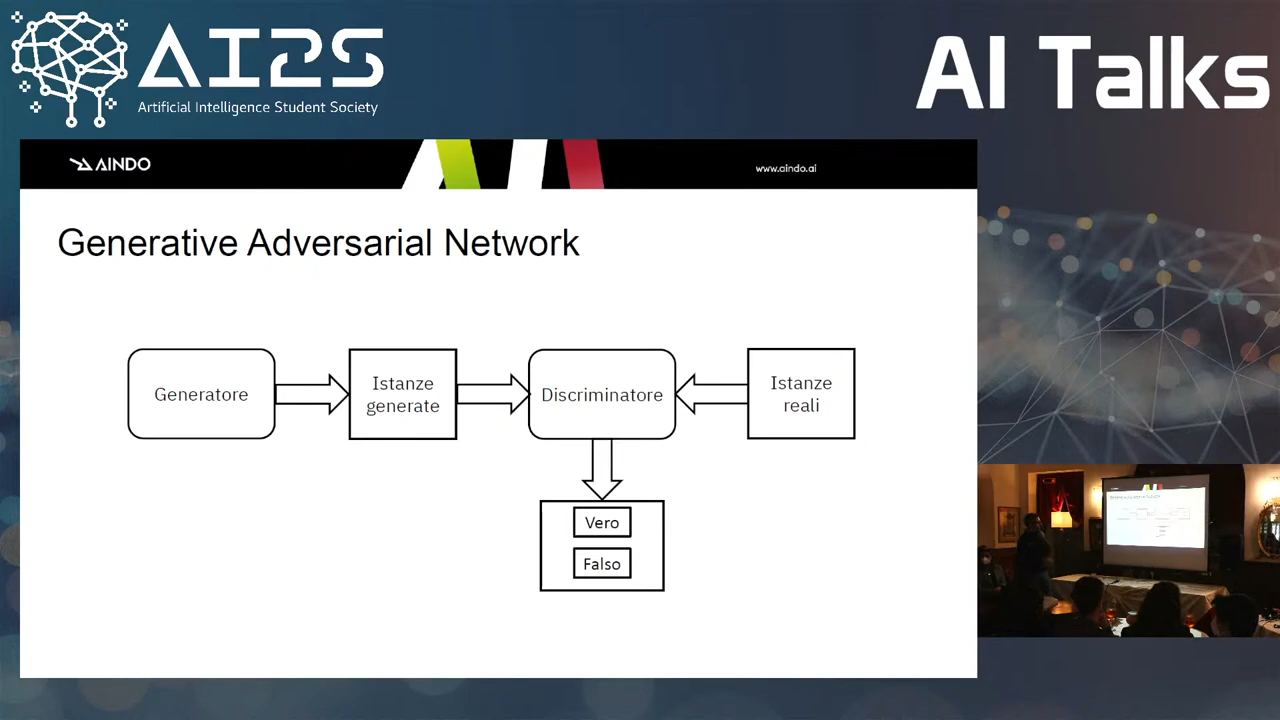 AI2S
Artificial Intelligence Student Society
AI Talks
AINDO
www.aindo.ai
Generative Adversarial Network
Generatore
Istanze
generate
Discriminatore
Istanze
reali
Vero
Falso